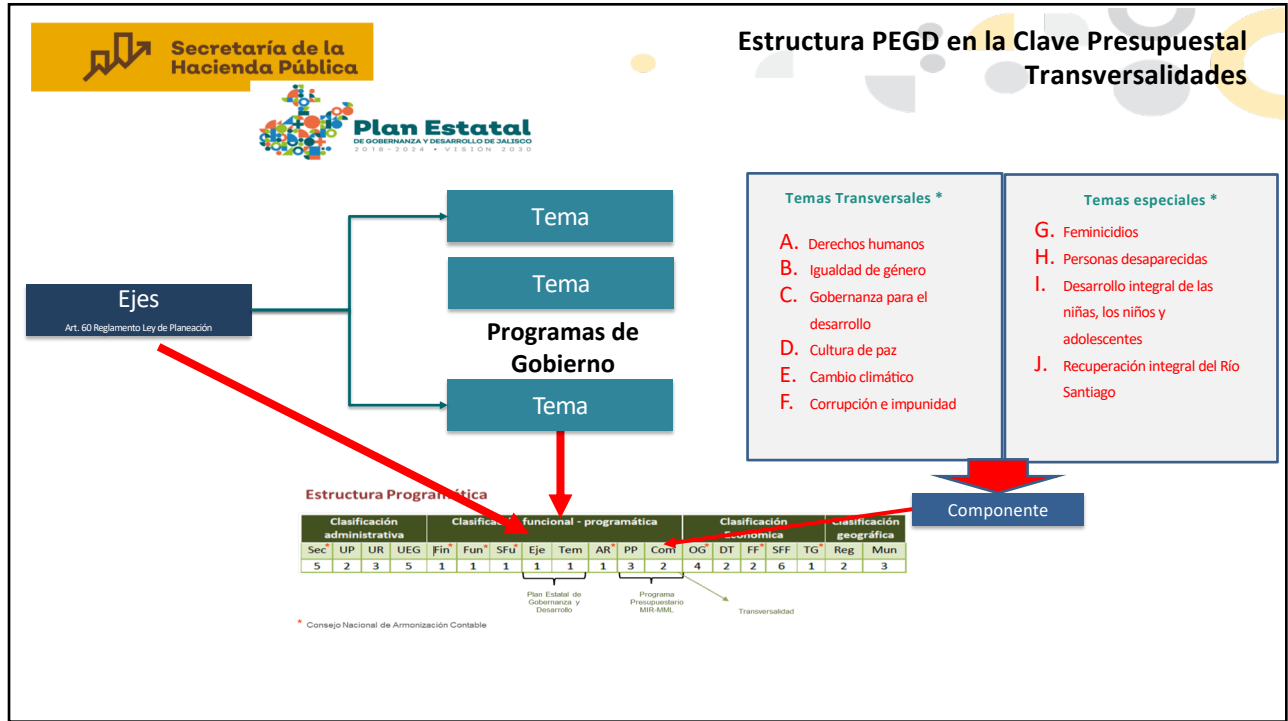 Secretaría de la
Hacienda Pública
Estructura PEGD en la Clave Presupuestal
Transversalidades
Plan Estatal
DE GOBERNANZA Y DESARROLLO DE JALISCO
2018-2024 • VISIÓN 2030
Ejes
Art. 60 Reglamento Ley de Planeación
Tema
Tema
Programas de
Gobierno
Tema
Temas Transversales *
A. Derechos humanos
B. Igualdad de género
C. Gobernanza para el
desarrollo
D. Cultura de paz
E. Cambio climático
F. Corrupción e impunidad
Temas especiales *
G. Feminicidios
H. Personas desaparecidas
I. Desarrollo integral de las
niñas, los niños y
adolescentes
J. Recuperación integral del Río
Santiago
Componente
Estructura Programática
Clasificación administrativa Clasificación funcional - programática Clasificación Económica Clasificación geográfica
Sec* UP UR UEG Fin* Fun* SFu* Eje Tem AR* PP Com OG* DT FF* SFF TG* Reg Mun
5 2 3 5 1 1 1 1 1 1 3 2 4 2 2 6 1 2 3
Plan Estatal de
Gobernanza y
Desarrollo
Programa
Presupuestario
MIR-MML
Transversalidad
* Consejo Nacional de Armonización Contable